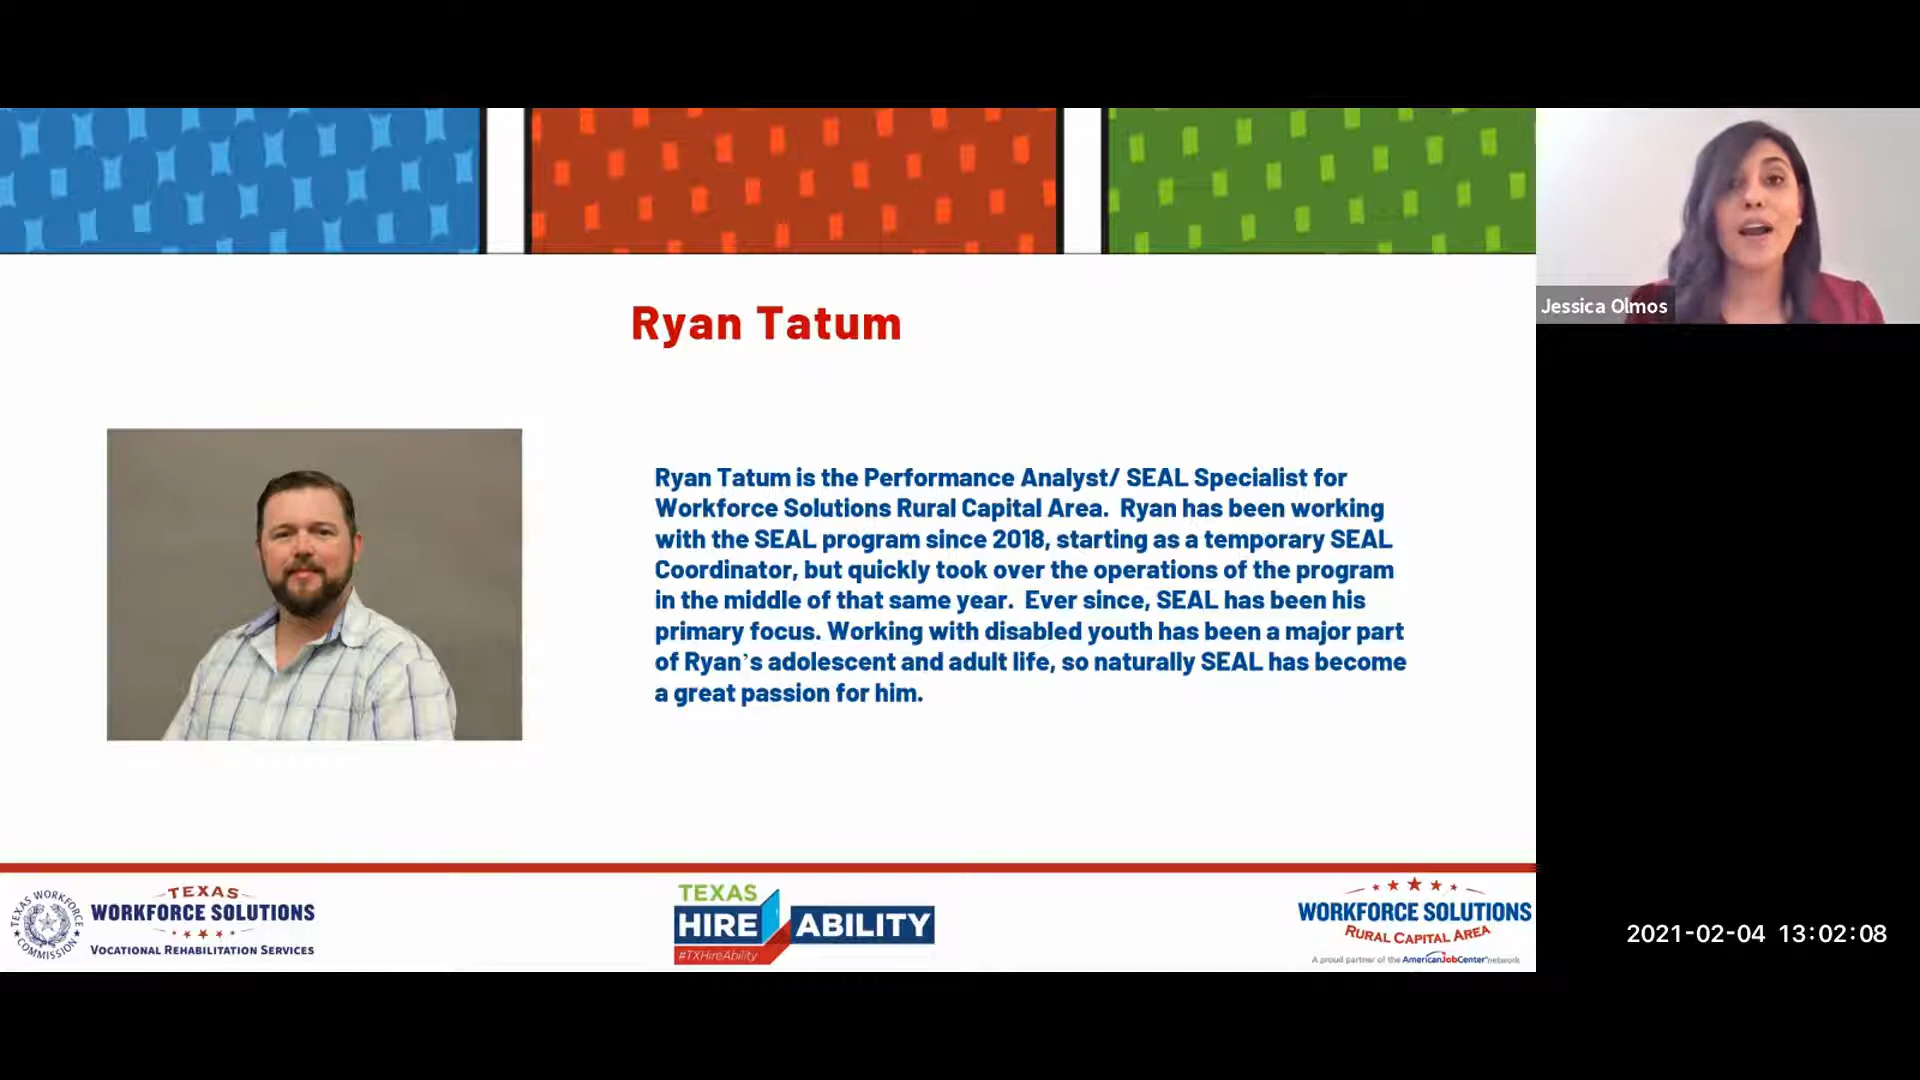 Ryan Tatum
Jessica Olmos
Ryan Tatum is the Performance Analyst/ SEAL Specialist for
Workforce Solutions Rural Capital Area.  Ryan has been working
with the SEAL program since 2018, starting as a temporary SEAL
Coordinator, but quickly took over the operations of the program
in the middle of that same year.  Ever since, SEAL has been his
primary focus. Working with disabled youth has been a major part
of Ryan's adolescent and adult life, so naturally SEAL has become
a great passion for him.
TEXAS WORKFORCE COMMISSION
TEXAS
WORKFORCE SOLUTIONS
VOCATIONAL REHABILITATION SERVICES
TEXAS
HIRE ABILITY
#TXHireAbility
WORKFORCE SOLUTIONS
RURAL CAPITAL AREA
A proud partner of the AmericanJobCenter network
2021-02-04 13:02:08